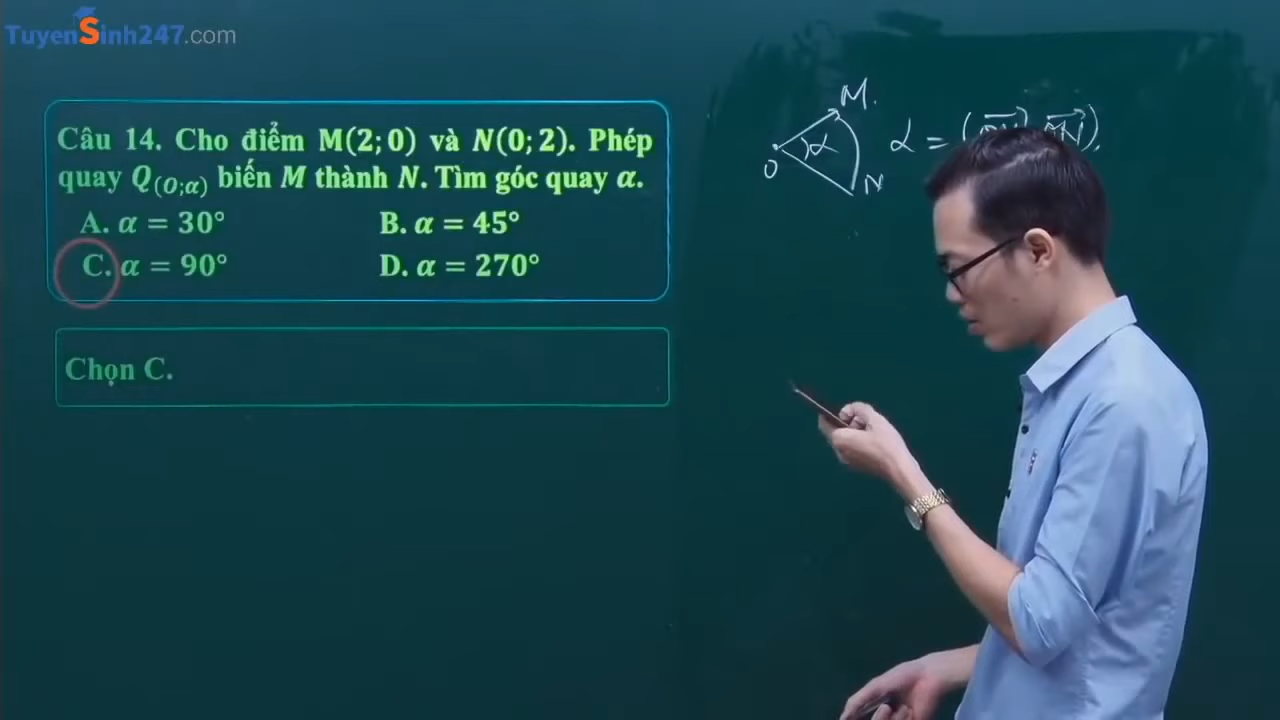 TuyenSinh247.com
Câu 14. Cho điểm M(2; 0) và N(0; 2). Phép
quay Q(O;α) biến M thành N. Tìm góc quay α.
A. α = 30° B. α = 45°
C. α = 90° D. α = 270°
Chọn C.
M.
O α α =
N